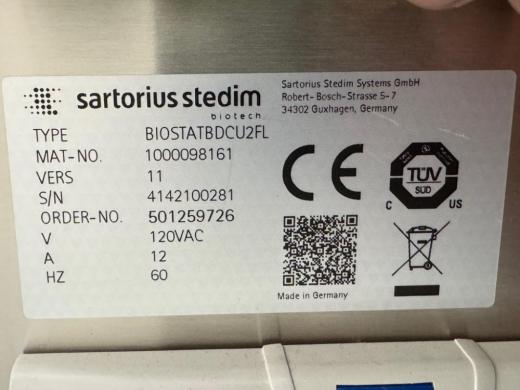 sartorius stedim
biotech
Sartorius Stedim Systems GmbH
Robert-Bosch-Strasse 5-7
34302 Guxhagen, Germany
TYPE BIOSTATBDCU2FL
MAT-NO. 1000098161
VERS 11
S/N 4142100281
ORDER-NO. 501259726
V 120VAC
A 12
HZ 60
CE
TÜV
SÜD
C US
Made in Germany